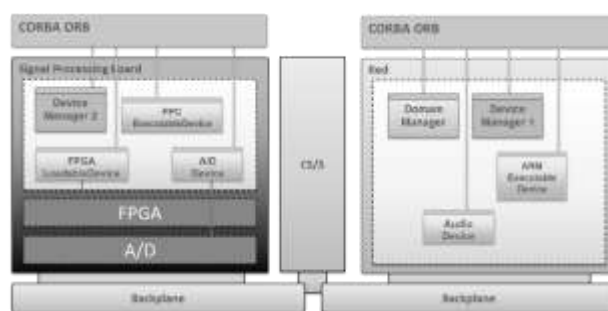 CORBA ORB
CORBA ORB
Signal Processing Board
Device
Manager 2
PPC
ExecutableDevice
FPGA
LoadableDevice
A/D
Device
FPGA
A/D
CS/S
Red
Domain
Manager
Device
Manager 1
ARM
Executable
Device
Audio
Device
Backplane
Backplane